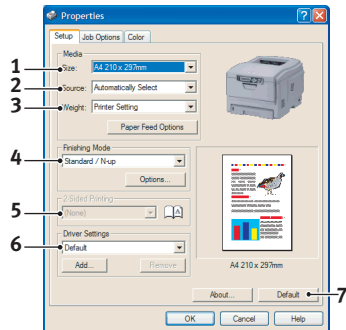 Properties
Setup Job Options Color
Media
1 Size: A4 210 x 297mm
2 Source: Automatically Select
3 Weight: Printer Setting
Paper Feed Options
Finishing Mode
4 Standard / N-up
Options...
2-Sided Printing
5 (None)
Driver Settings
6 Default
Add... Remove
A4 210 x 297mm
About... Default 7
OK Cancel Help